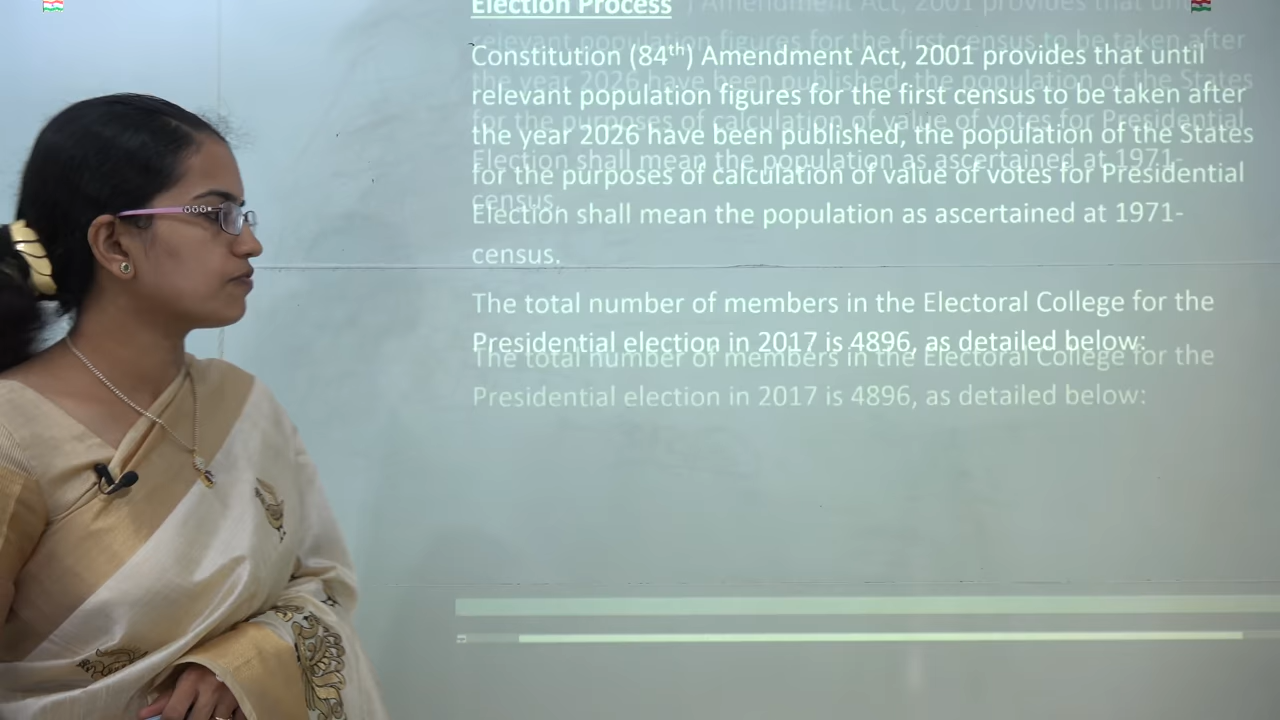 Election Process
Constitution (84th) Amendment Act, 2001 provides that until
relevant population figures for the first census to be taken after
the year 2026 have been published, the population of the States
for the purposes of calculation of value of votes for Presidential
Election shall mean the population as ascertained at 1971-
census.
The total number of members in the Electoral College for the
Presidential election in 2017 is 4896, as detailed below: